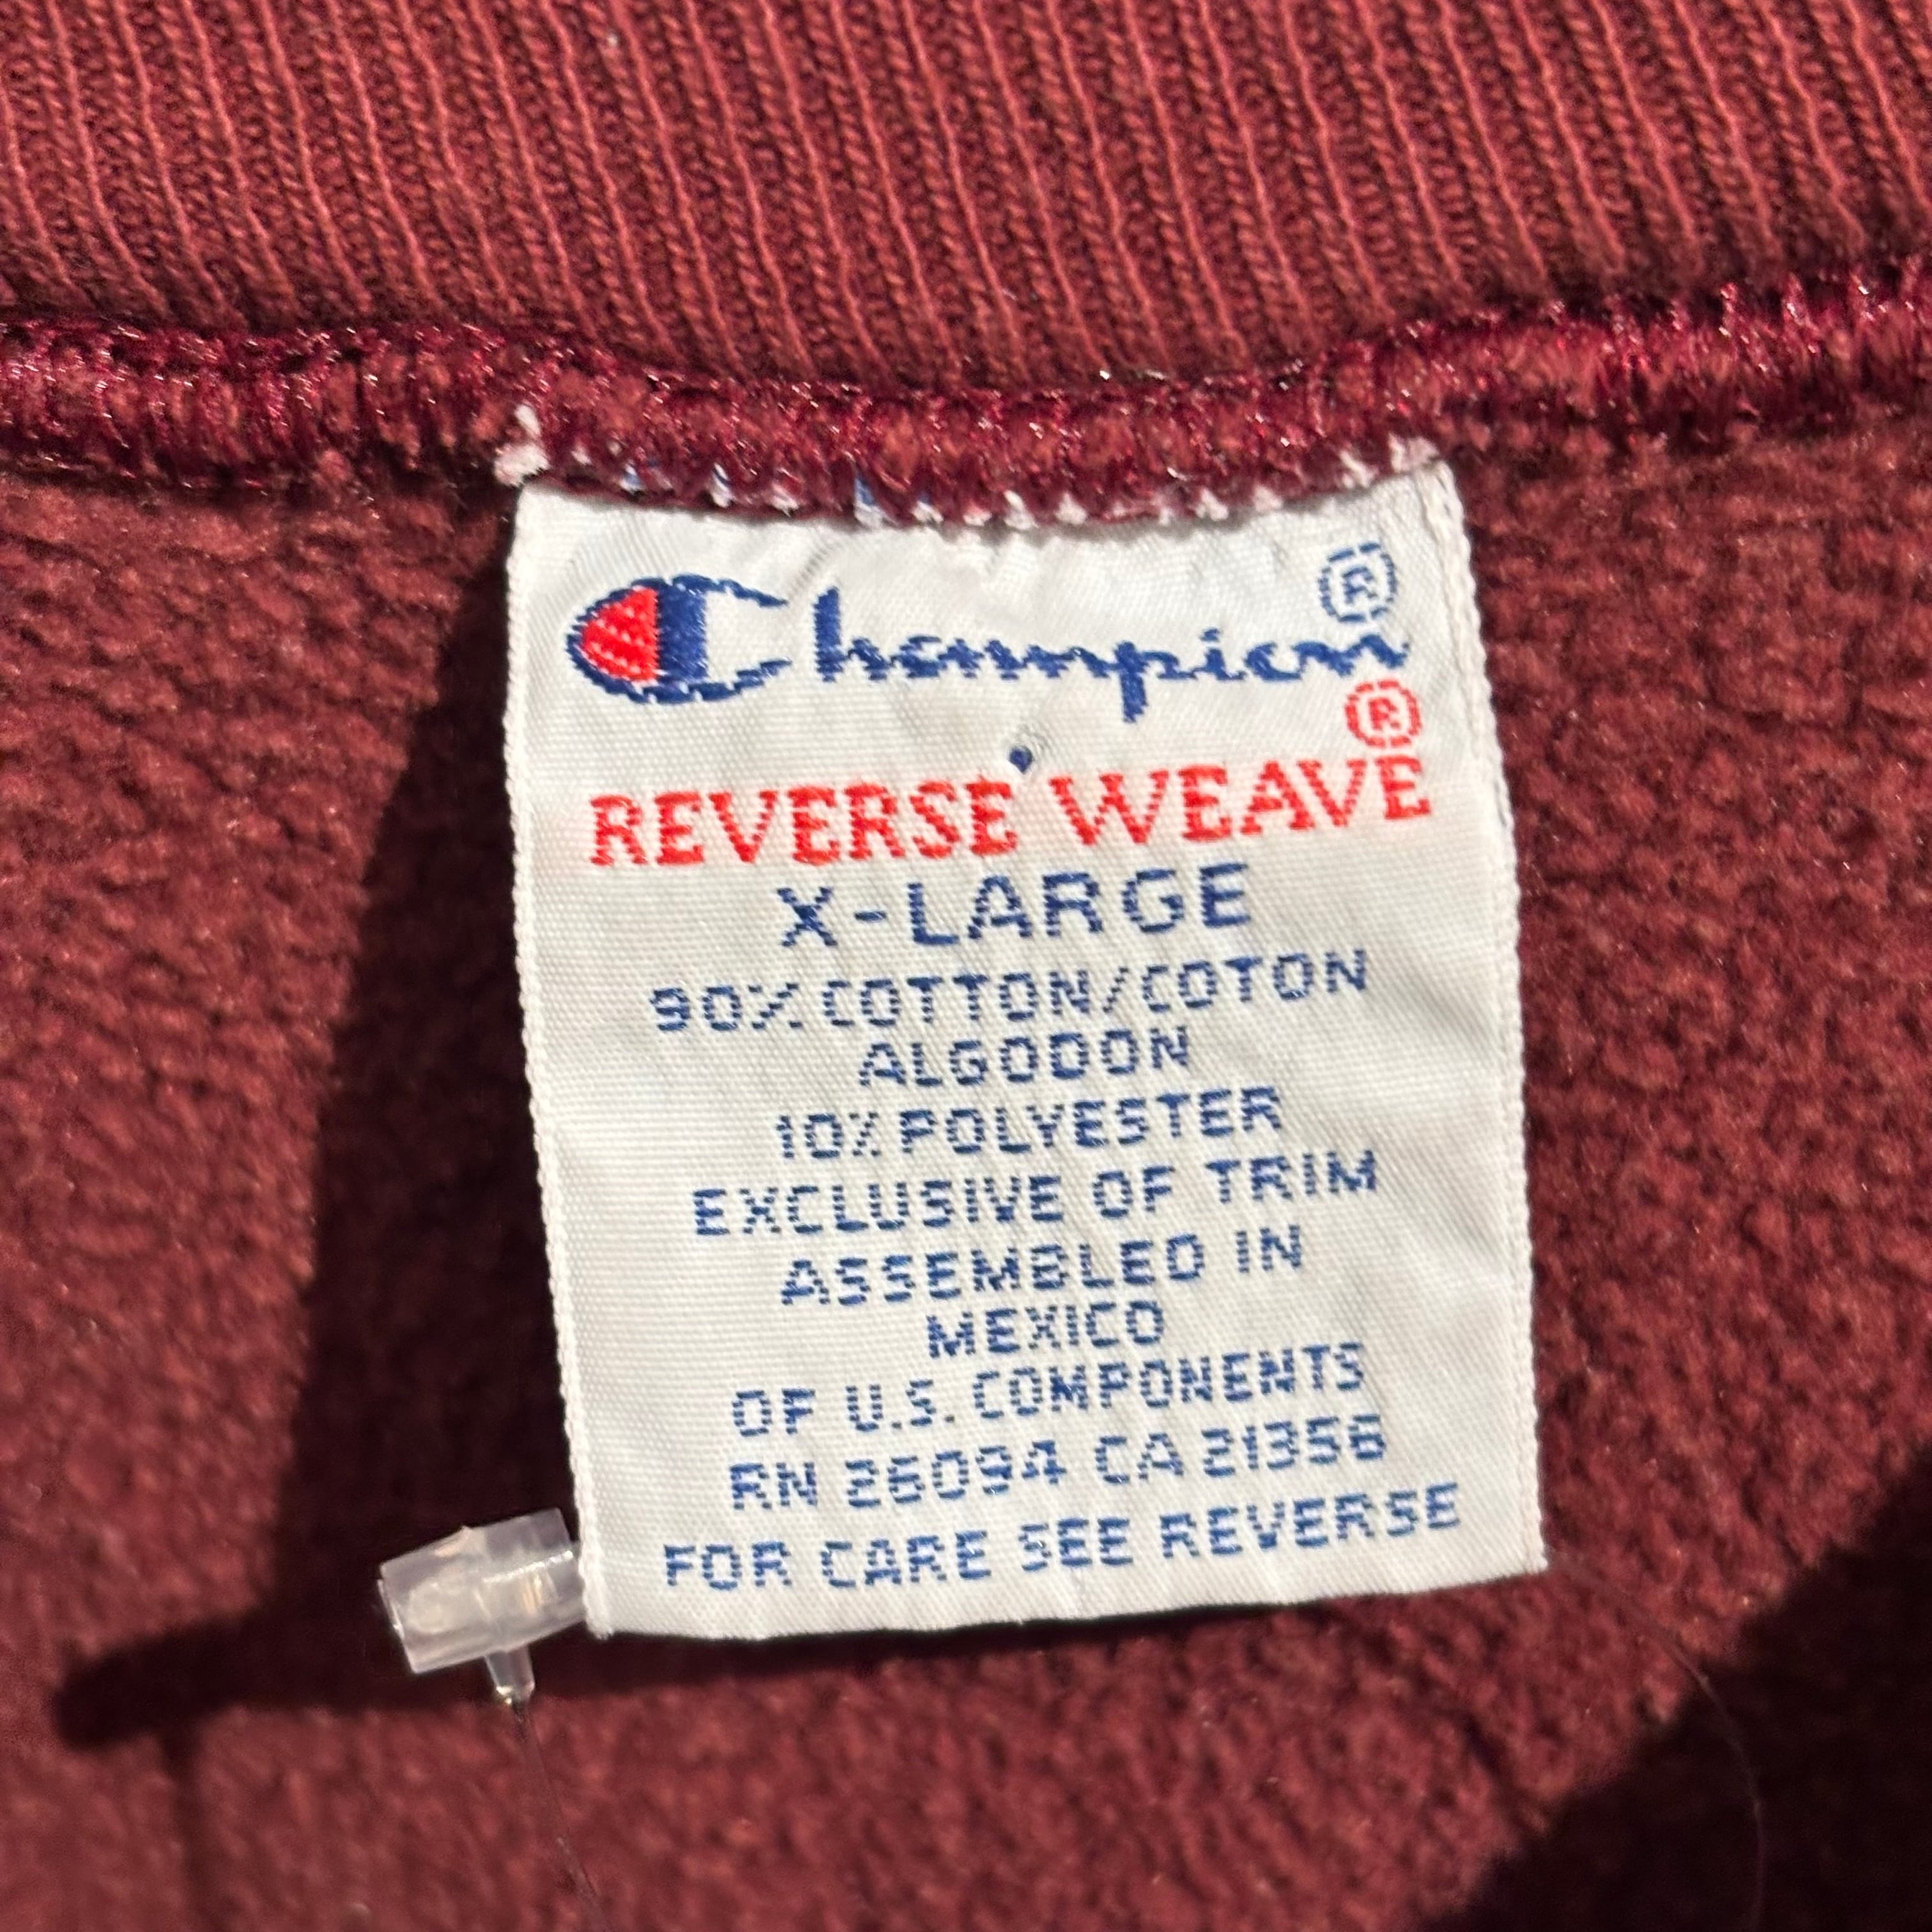 Champion®
REVERSE WEAVE®
X-LARGE
90% COTTON/COTON
ALGODON
10% POLYESTER
EXCLUSIVE OF TRIM
ASSEMBLED IN
MEXICO
OF U.S. COMPONENTS
RN 26094 CA 21356
FOR CARE SEE REVERSE